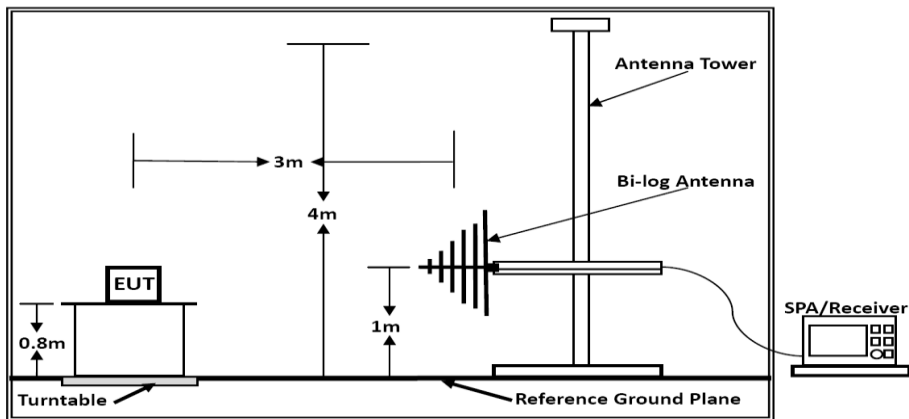 Antenna Tower
3m
Bi-log Antenna
4m
EUT
SPA/Receiver
0.8m
1m
Turntable
Reference Ground Plane